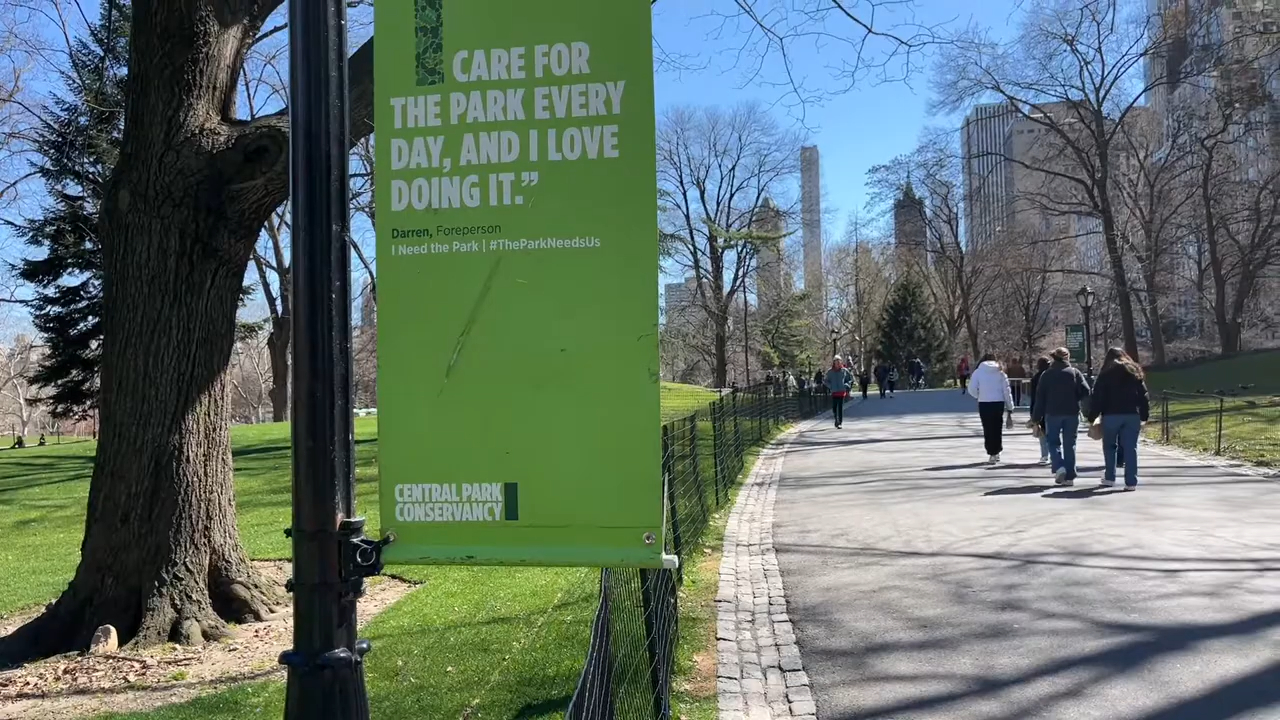 CARE FOR
THE PARK EVERY
DAY, AND I LOVE
DOING IT.”
Darren, Foreperson
I Need the Park | #TheParkNeedsUs
CENTRAL PARK
CONSERVANCY